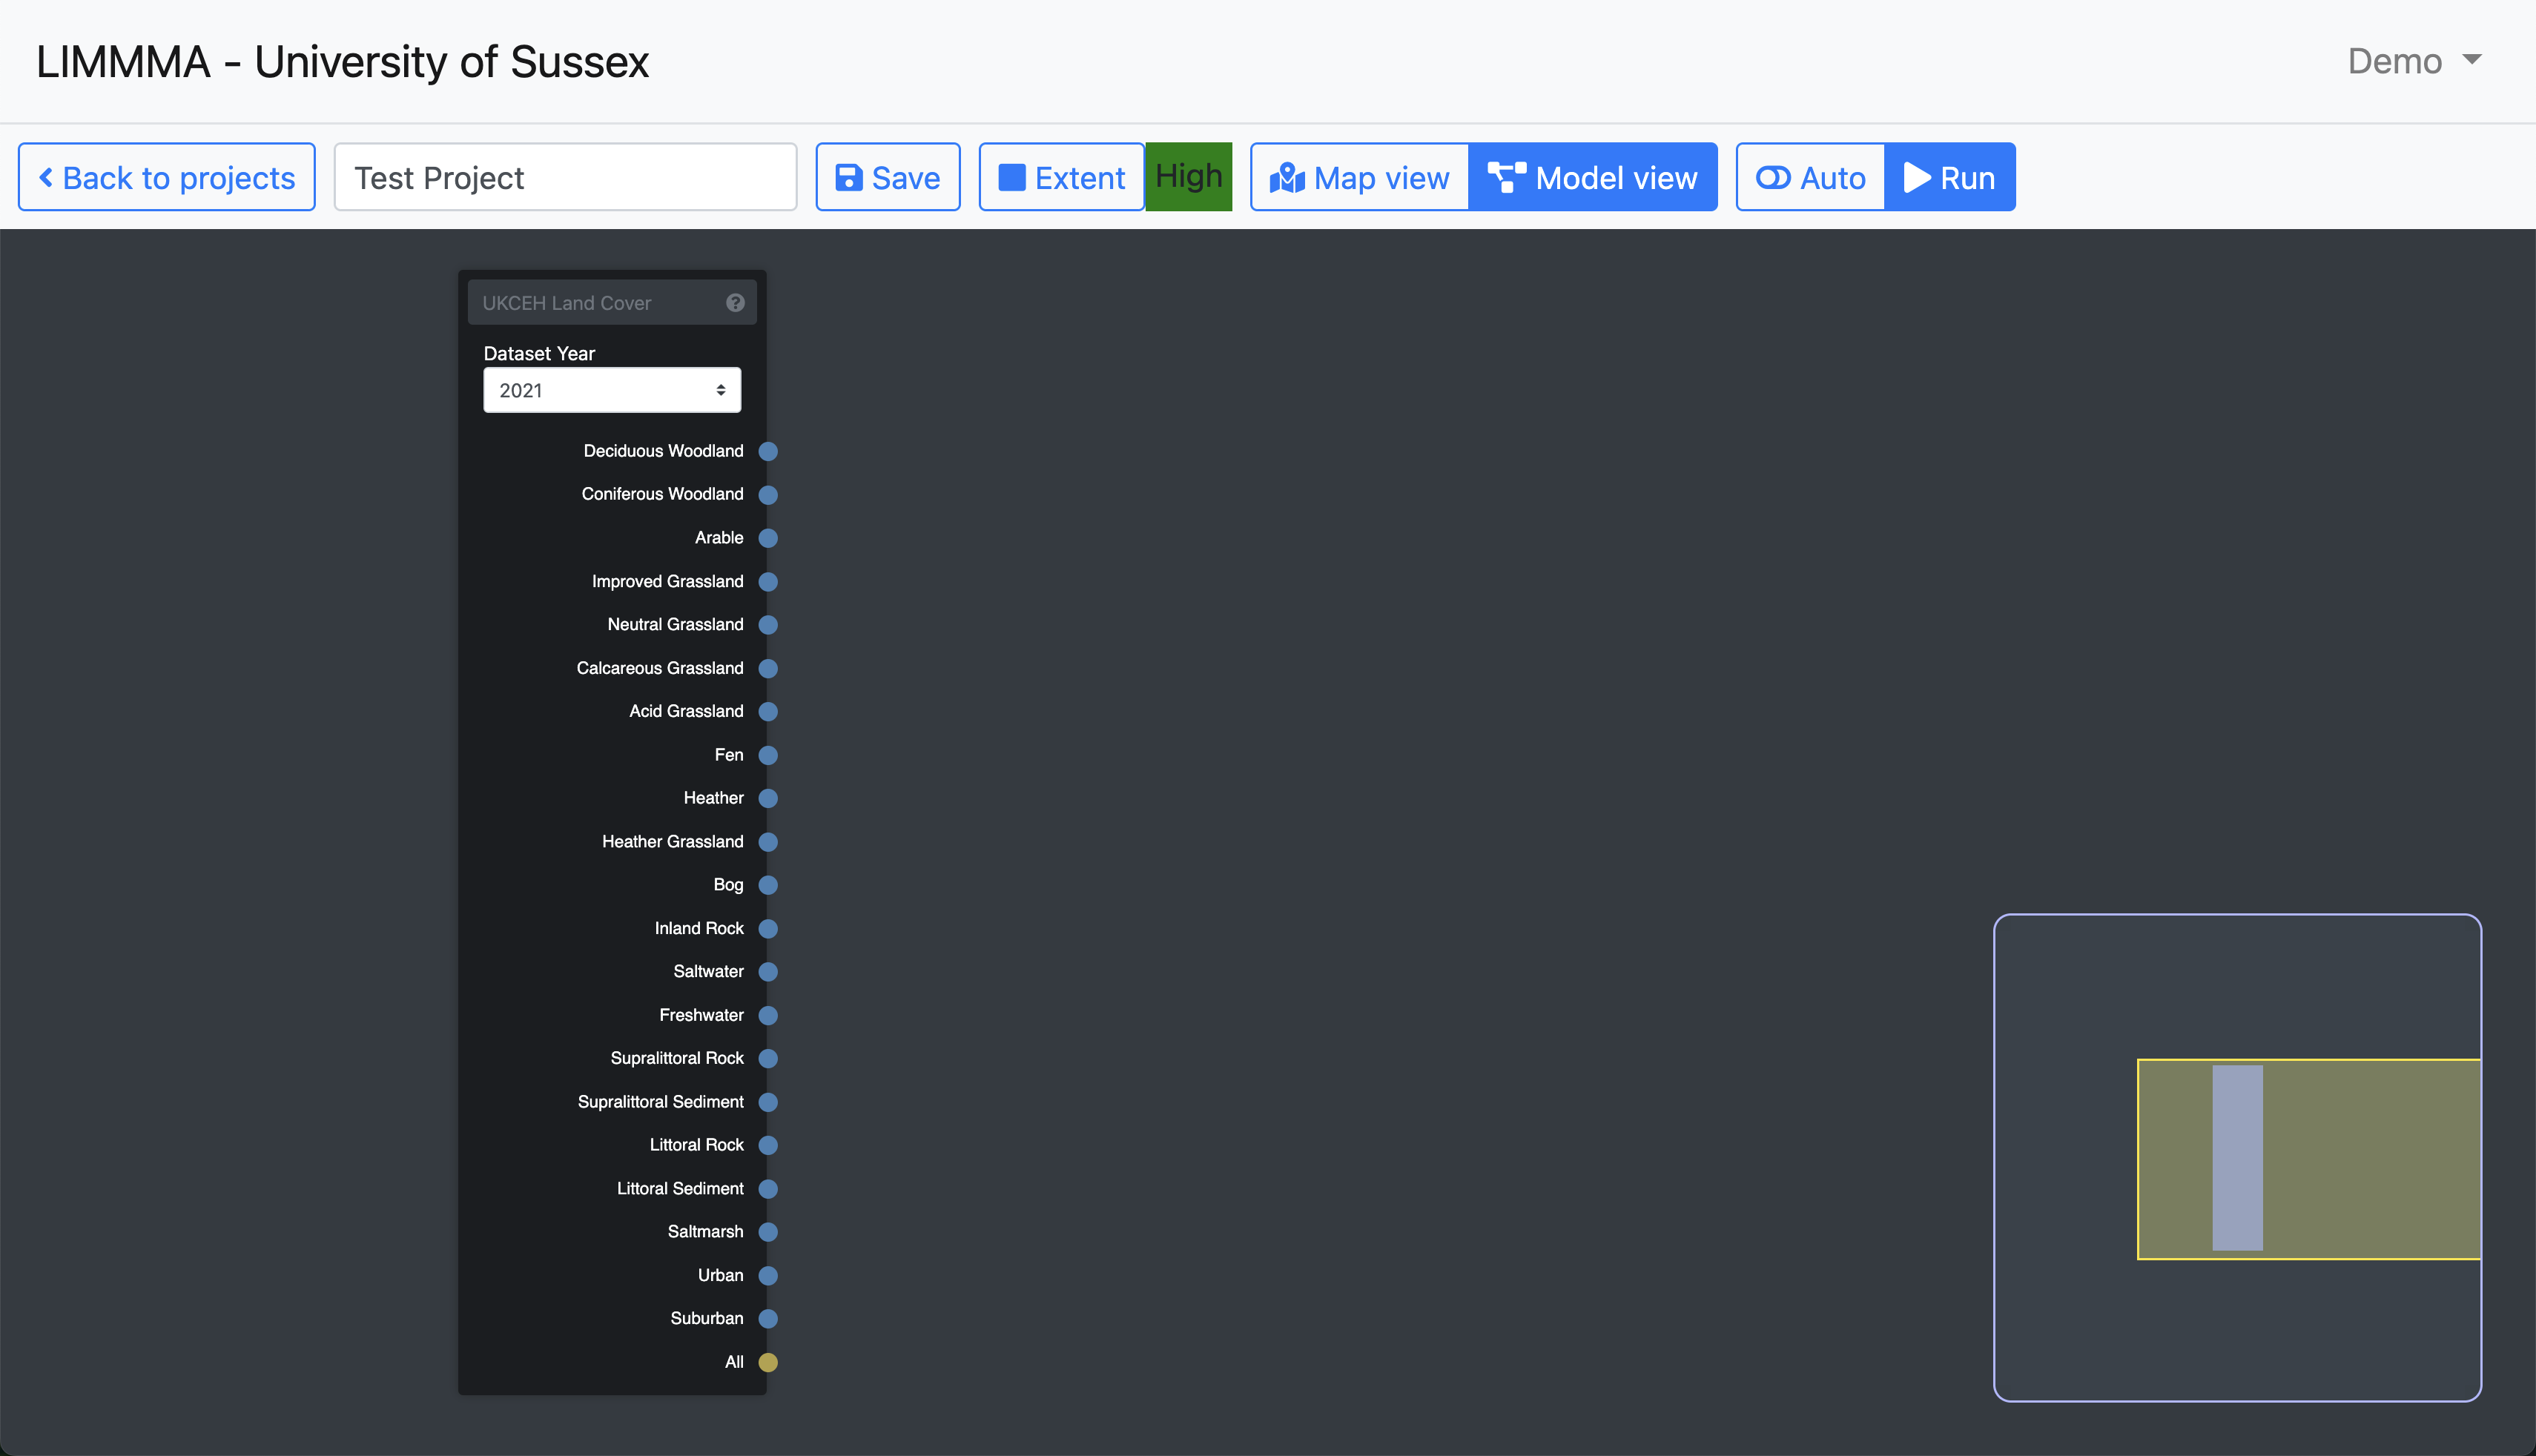 LIMMMA - University of Sussex
Demo
Back to projects
Test Project
Save
Extent
High
Map view
Model view
Auto
Run
UKCEH Land Cover
Dataset Year
2021
Deciduous Woodland
Coniferous Woodland
Arable
Improved Grassland
Neutral Grassland
Calcareous Grassland
Acid Grassland
Fen
Heather
Heather Grassland
Bog
Inland Rock
Saltwater
Freshwater
Supralittoral Rock
Supralittoral Sediment
Littoral Rock
Littoral Sediment
Saltmarsh
Urban
Suburban
All